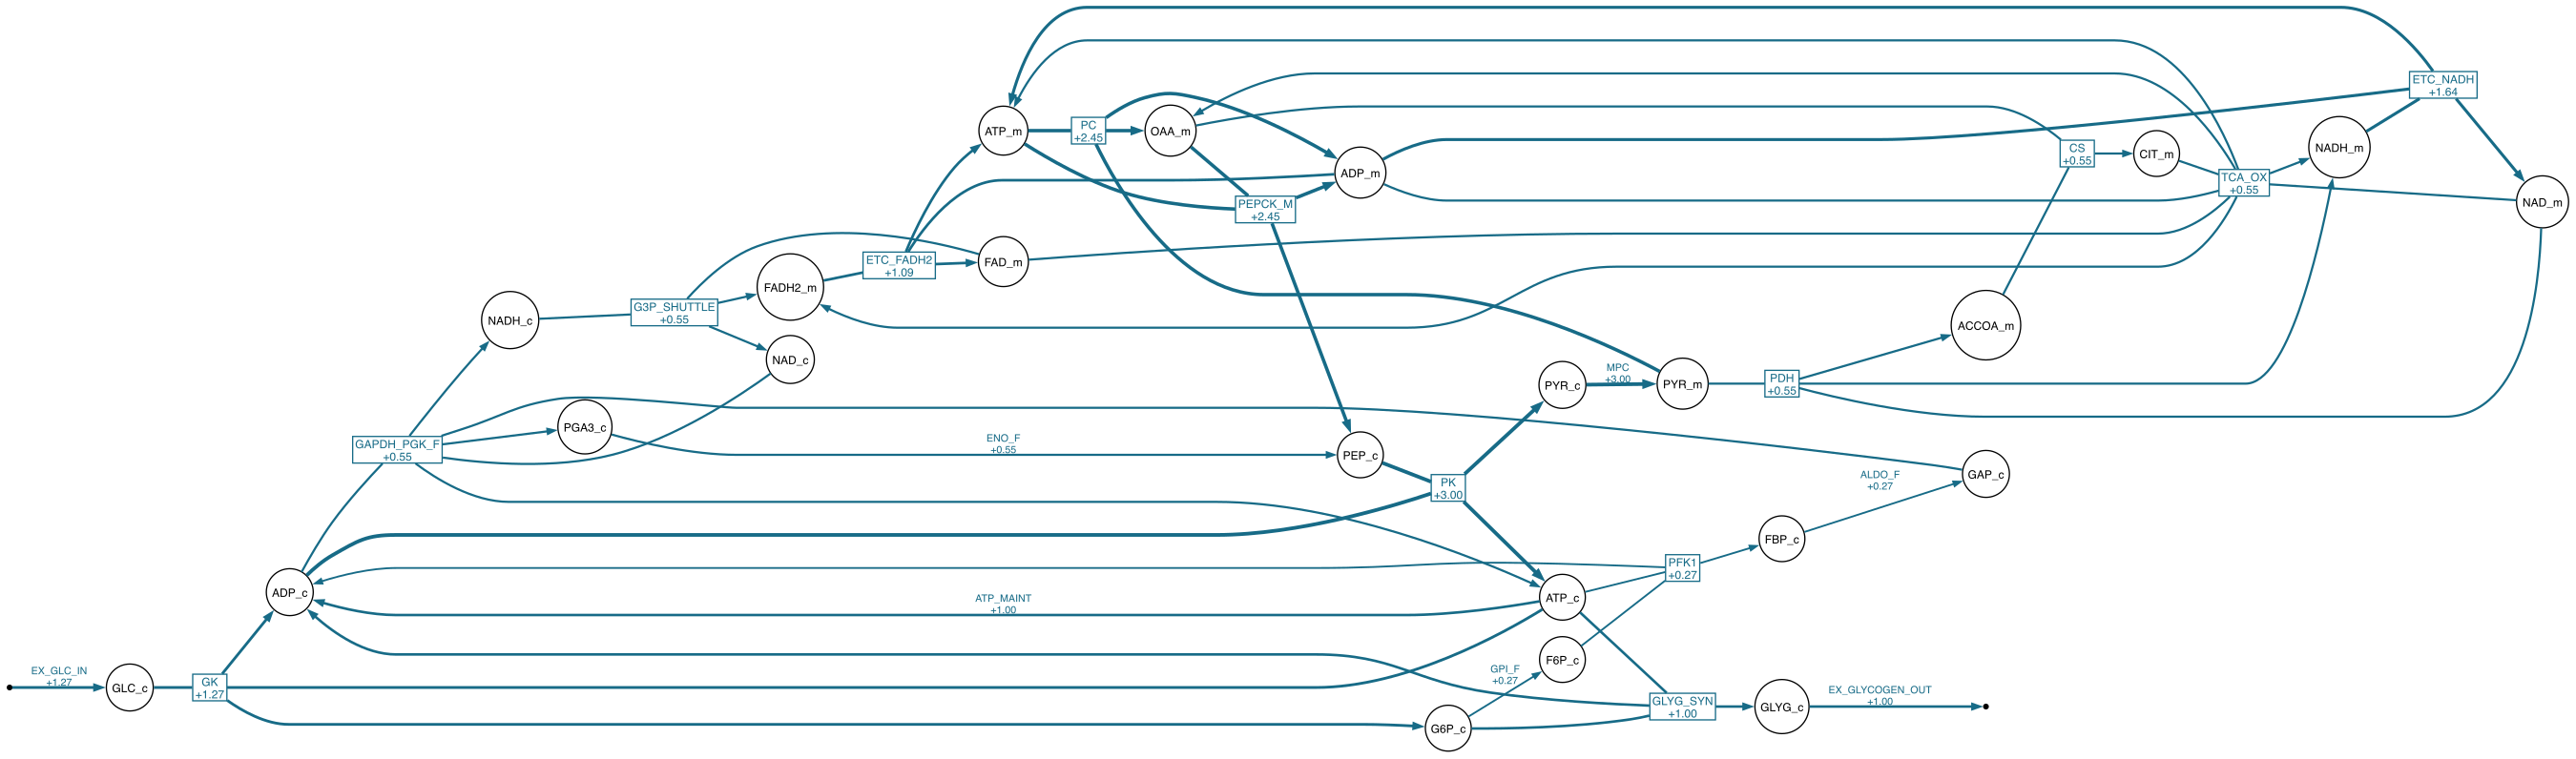 ETC_NADH
+1.64
ATP_m
PC
+2.45
OAA_m
CS
+0.55
CIT_m
NADH_m
ADP_m
TCA_OX
+0.55
NAD_m
PEPCK_M
+2.45
ETC_FADH2
+1.09
FAD_m
FADH2_m
NADH_c
G3P_SHUTTLE
+0.55
NAD_c
ACCOA_m
PYR_c
MPC
+3.00
PYR_m
PDH
+0.55
GAPDH_PGK_F
+0.55
PGA3_c
ENO_F
+0.55
PEP_c
PK
+3.00
ALDO_F
+0.27
GAP_c
FBP_c
PFK1
+0.27
ADP_c
ATP_MAINT
+1.00
ATP_c
F6P_c
GPI_F
+0.27
EX_GLC_IN
+1.27
GLC_c
GK
+1.27
G6P_c
GLYG_SYN
+1.00
GLYG_c
EX_GLYCOGEN_OUT
+1.00